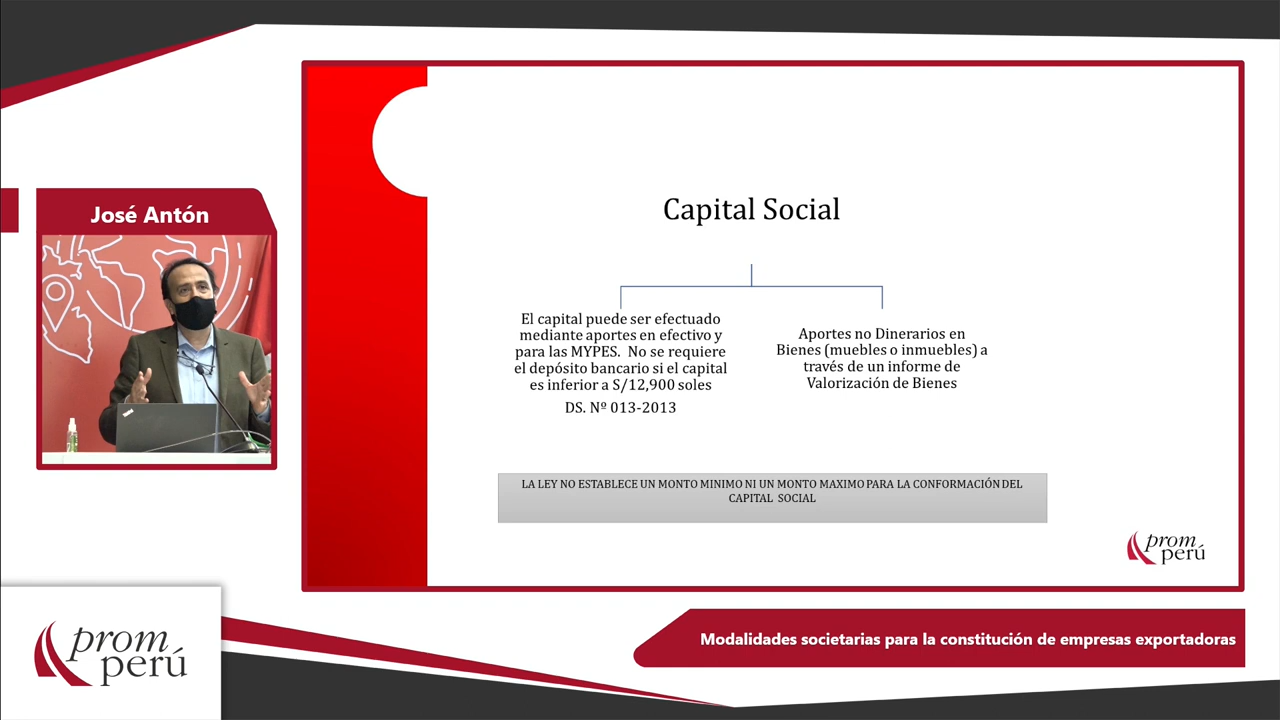 José Antón
Capital Social
El capital puede ser efectuado
mediante aportes en efectivo y
para las MYPES. No se requiere
el depósito bancario si el capital
es inferior a S/12,900 soles
DS. Nº 013-2013
Aportes no Dinerarios en
Bienes (muebles o inmuebles) a
través de un informe de
Valorización de Bienes
LA LEY NO ESTABLECE UN MONTO MINIMO NI UN MONTO MAXIMO PARA LA CONFORMACIÓN DEL
CAPITAL SOCIAL
prom
perú
prom
perú
Modalidades societarias para la constitución de empresas exportadoras